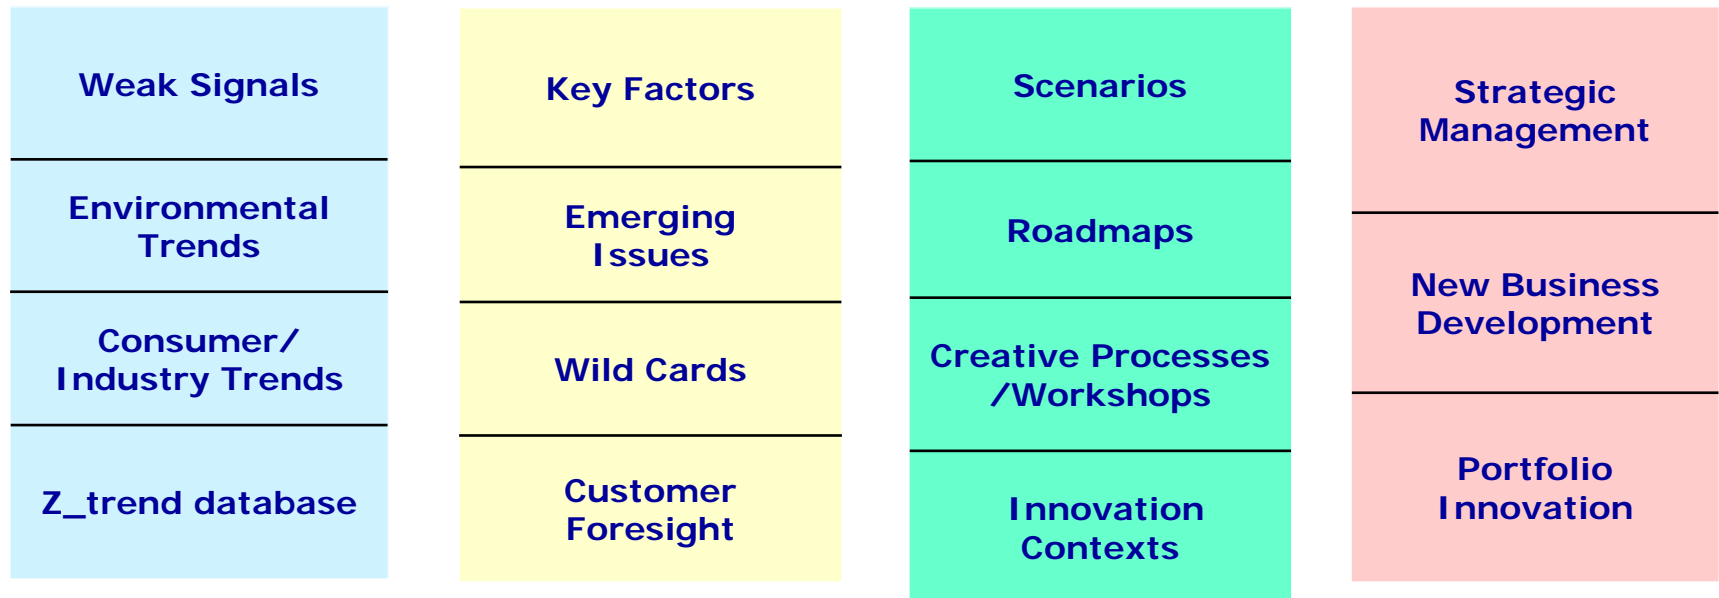 Weak Signals
Environmental
Trends
Consumer/
Industry Trends
Z_trend database
Key Factors
Emerging
Issues
Wild Cards
Customer
Foresight
Scenarios
Roadmaps
Creative Processes
/Workshops
Innovation
Contexts
Strategic
Management
New Business
Development
Portfolio
Innovation